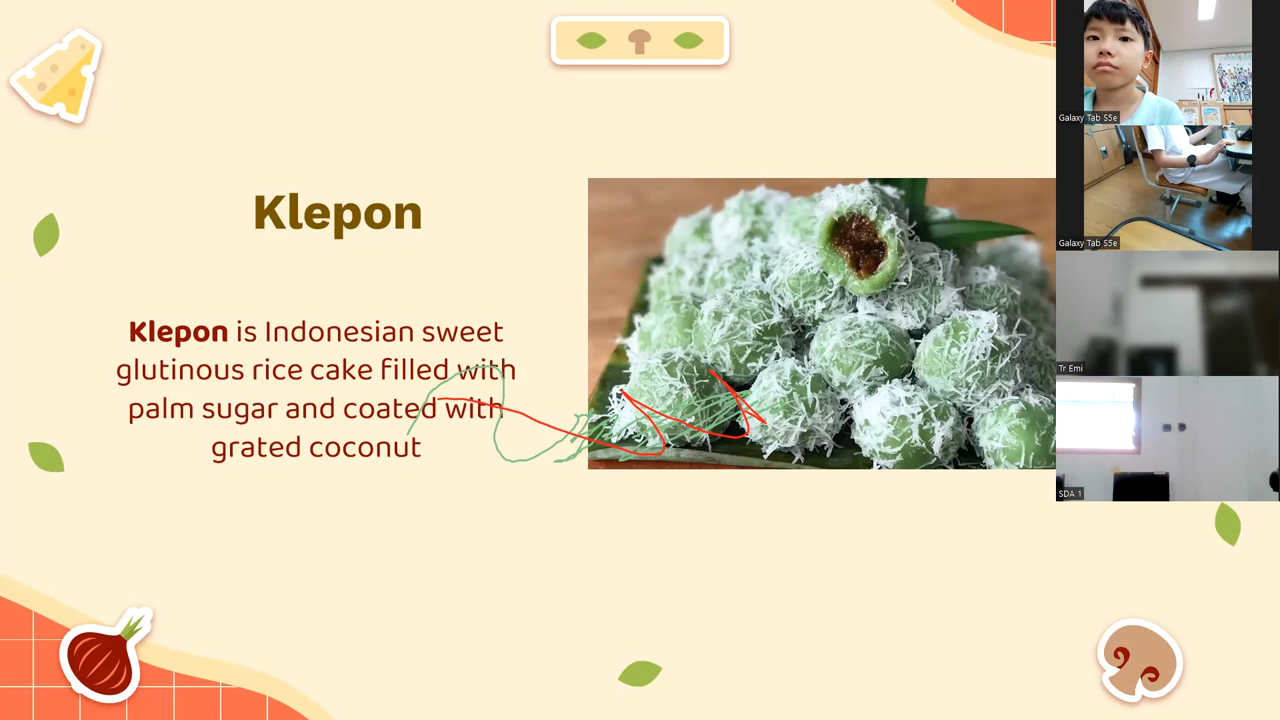 Klepon
Klepon is Indonesian sweet
glutinous rice cake filled with
palm sugar and coated with
grated coconut
Galaxy Tab S5e
Galaxy Tab S5e
Tr Emi
SDA 1